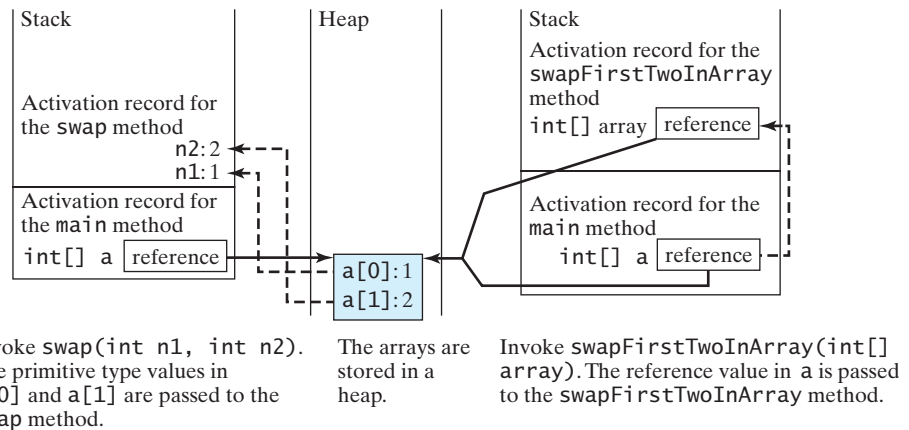 Stack
Activation record for
the swap method
n2:2
n1:1
Activation record for
the main method
int[] a reference
Heap
a[0]:1
a[1]:2
Stack
Activation record for the
swapFirstTwoInArray
method
int[] array reference
Activation record for the
main method
int[] a reference
swap(int n1, int n2).
primitive type values in
and a[1] are passed to the
method.
The arrays are
stored in a
heap.
Invoke swapFirstTwoInArray(int[]
array). The reference value in a is passed
to the swapFirstTwoInArray method.